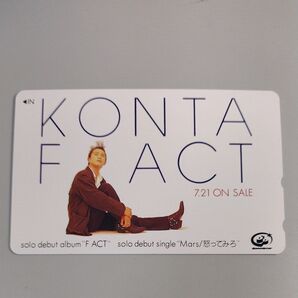 ◀IN
KONTA
F ACT
7.21 ON SALE
solo debut album "F ACT" solo debut single "Mars/怒ってみろ"